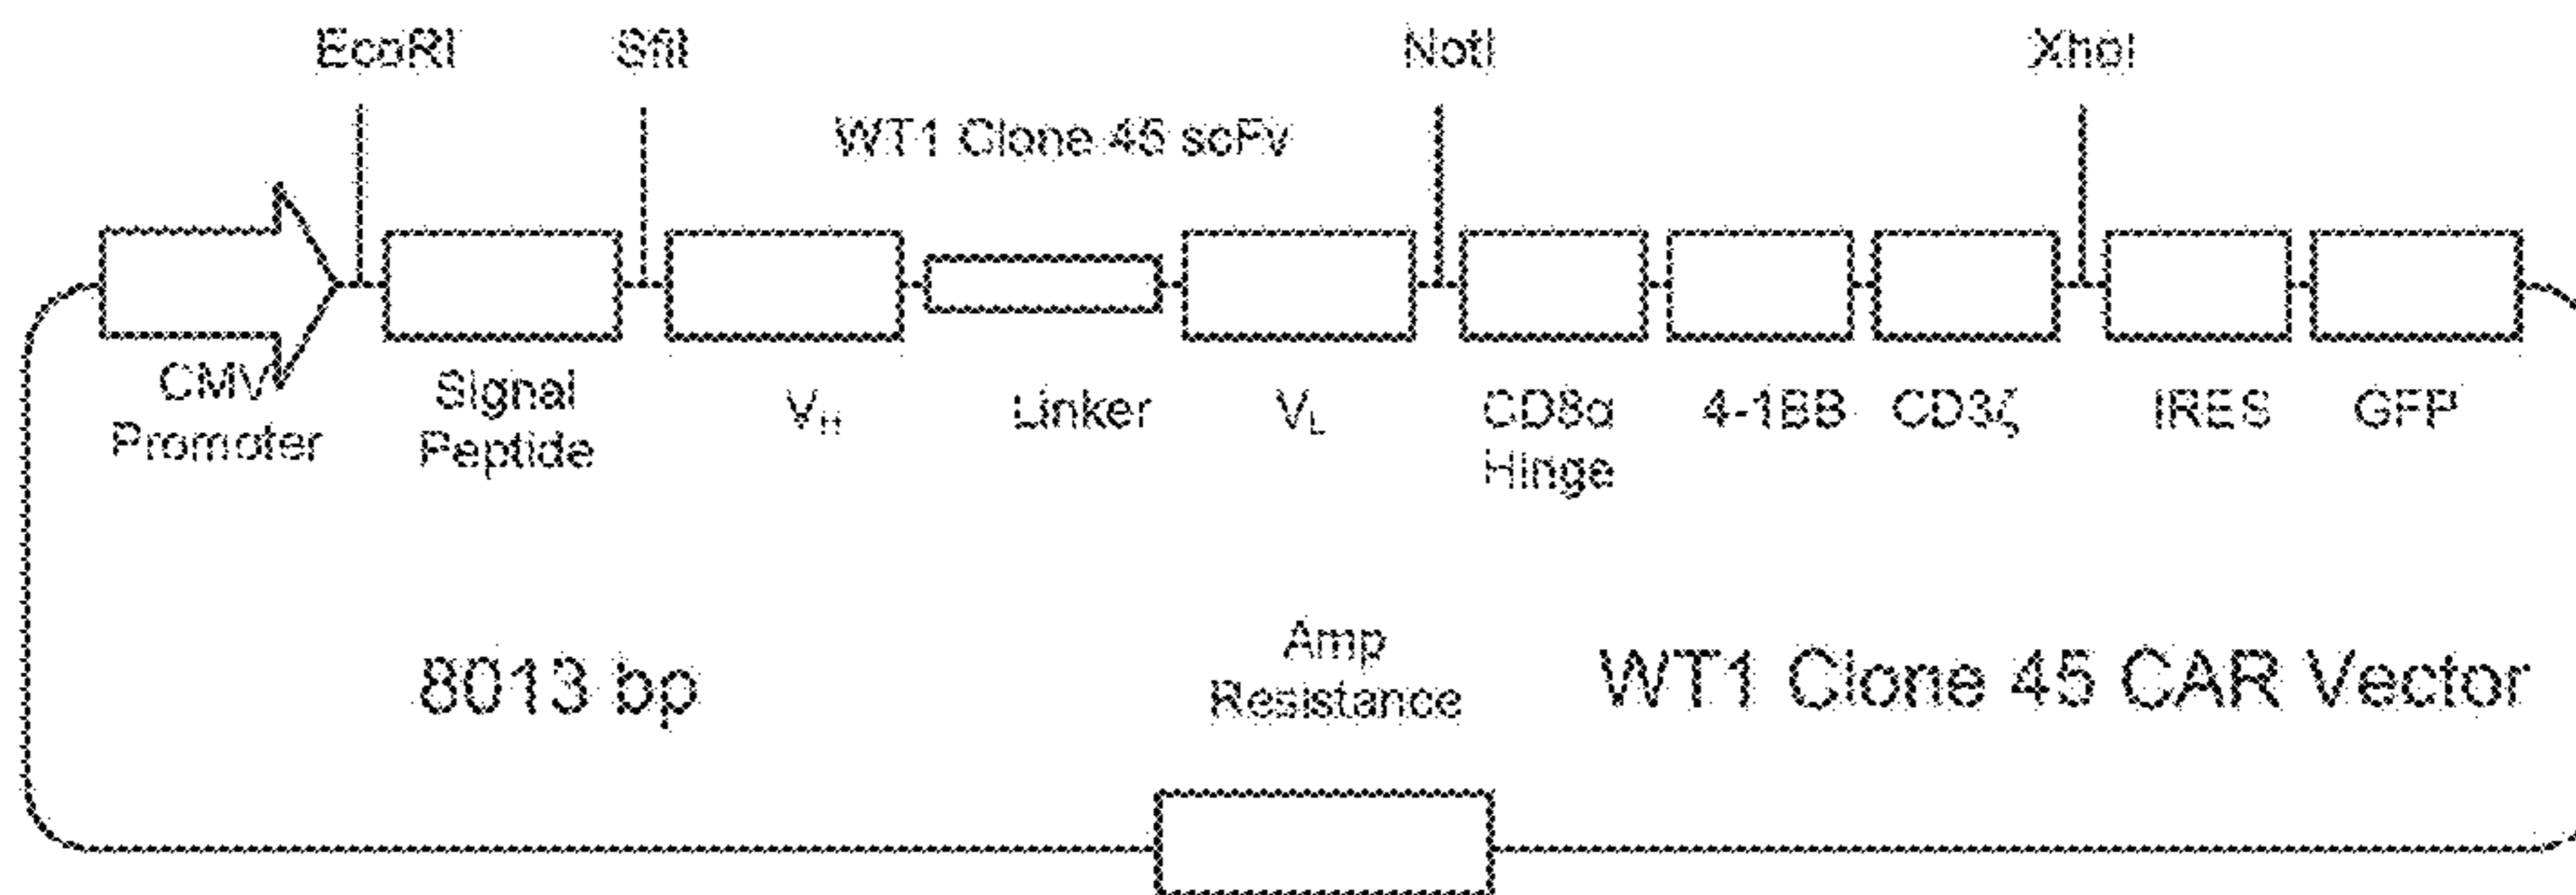 EcoRI SfiI NotI XhoI
WT1 Clone 45 scFv
CMV Promoter
Signal Peptide
VH
Linker
VL
CD8α Hinge
4-1BB
CD3ζ
IRES
GFP
8013 bp
Amp Resistance
WT1 Clone 45 CAR Vector